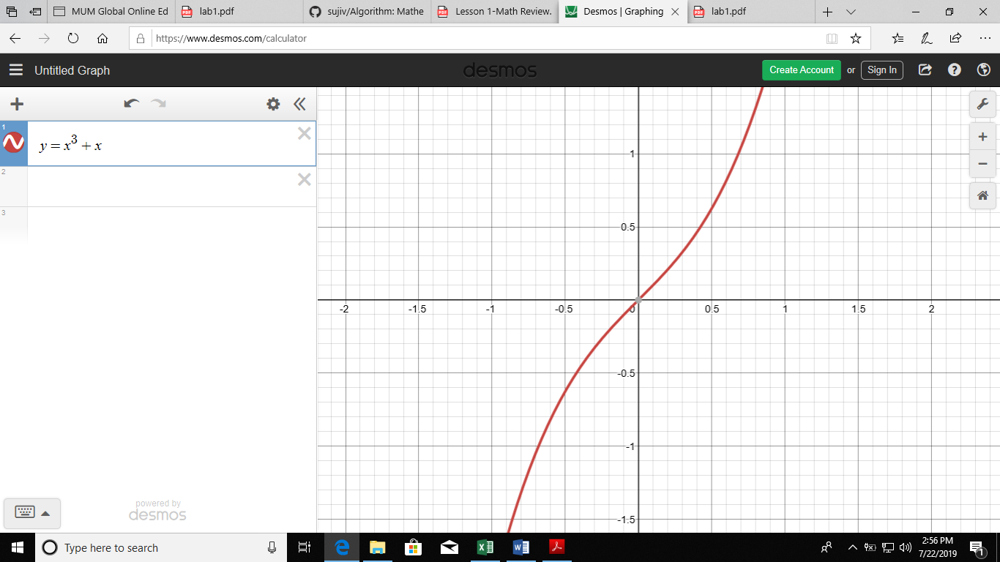 MUM Global Online Ed
lab1.pdf
sujiv/Algorithm: Mathe
Lesson 1-Math Review.
Desmos | Graphing
lab1.pdf
https://www.desmos.com/calculator
Untitled Graph
desmos
Create Account
or
Sign In
1
y = x³ + x
2
3
1
0.5
-2
-1.5
-1
-0.5
0
0.5
1
1.5
2
-0.5
-1
-1.5
powered by
desmos
Type here to search
2:56 PM
7/22/2019
1